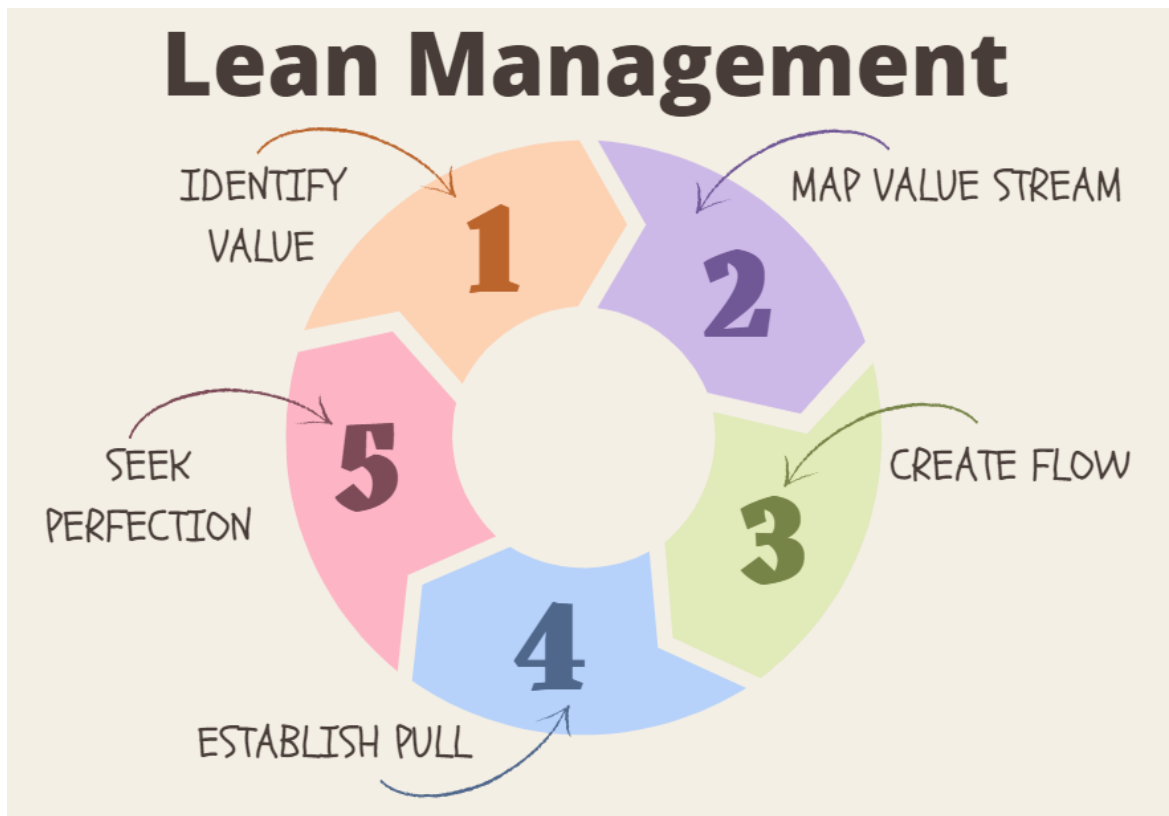 Lean Management
IDENTIFY
VALUE
1
MAP VALUE STREAM
2
CREATE FLOW
3
ESTABLISH PULL
4
SEEK
PERFECTION
5